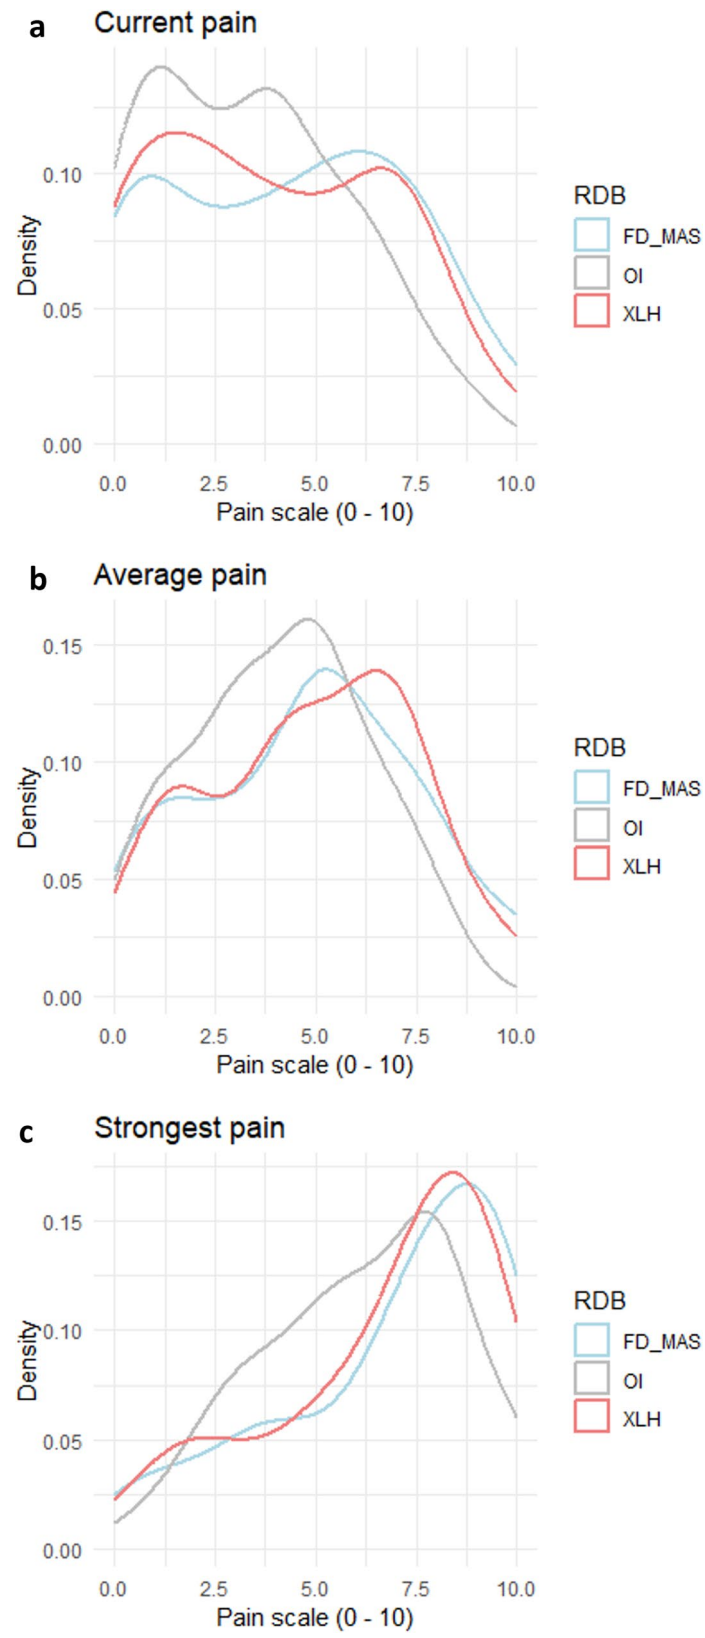 a Current pain
0.10
0.05
0.00
Density
0.0 2.5 5.0 7.5 10.0
Pain scale (0 - 10)
RDB
FD_MAS
OI
XLH
b Average pain
0.15
0.10
0.05
0.00
Density
0.0 2.5 5.0 7.5 10.0
Pain scale (0 - 10)
RDB
FD_MAS
OI
XLH
c Strongest pain
0.15
0.10
0.05
0.00
Density
0.0 2.5 5.0 7.5 10.0
Pain scale (0 - 10)
RDB
FD_MAS
OI
XLH